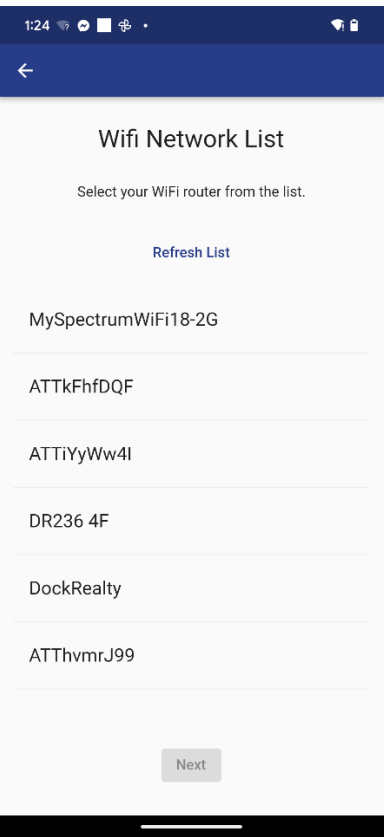 1:24
Wifi Network List
Select your WiFi router from the list.
Refresh List
MySpectrumWiFi18-2G
ATTkFhfDQF
ATTiYyWw4I
DR236 4F
DockRealty
ATThvmrJ99
Next